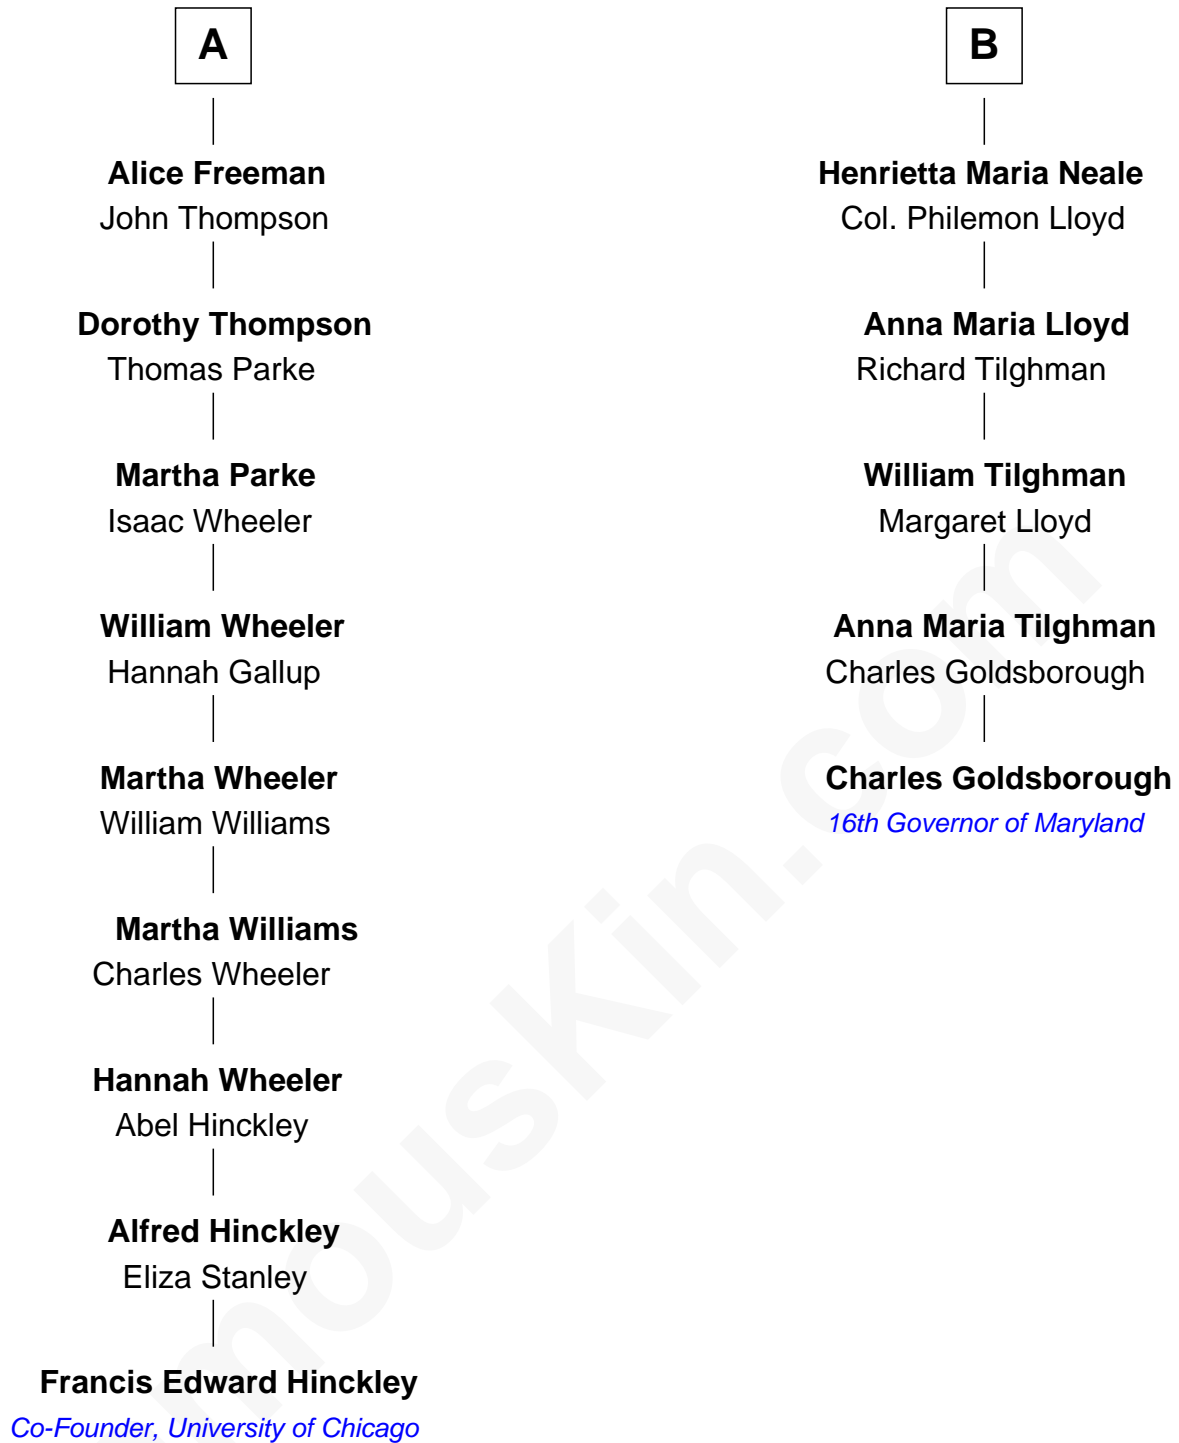 A
Alice Freeman
John Thompson
Dorothy Thompson
Thomas Parke
Martha Parke
Isaac Wheeler
William Wheeler
Hannah Gallup
Martha Wheeler
William Williams
Martha Williams
Charles Wheeler
Hannah Wheeler
Abel Hinckley
Alfred Hinckley
Eliza Stanley
Francis Edward Hinckley
Co-Founder, University of Chicago
B
Henrietta Maria Neale
Col. Philemon Lloyd
Anna Maria Lloyd
Richard Tilghman
William Tilghman
Margaret Lloyd
Anna Maria Tilghman
Charles Goldsborough
Charles Goldsborough
16th Governor of Maryland
mousKin.com